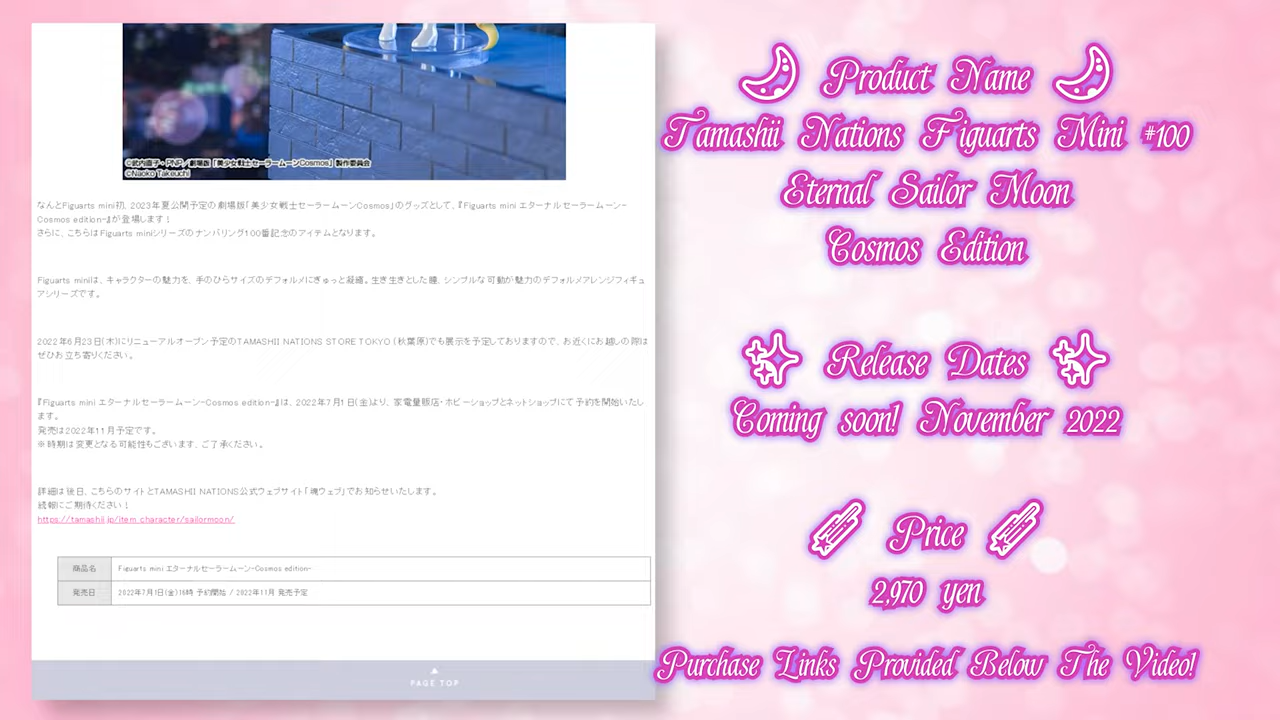 ©武内直子・PNP/劇場版「美少女戦士セーラームーンCosmos」製作委員会
©Naoko Takeuchi
なんとFiguarts mini初、2023年夏公開予定の劇場版「美少女戦士セーラームーンCosmos」のグッズとして、『Figuarts mini エターナルセーラームーン-
Cosmos edition-』が登場します！
さらに、こちらはFiguarts miniシリーズのナンバリング100番記念のアイテムとなります。
Figuarts miniは、キャラクターの魅力を、手のひらサイズのデフォルメにぎゅっと凝縮。生き生きとした瞳、シンプルな可動が魅力のデフォルメアレンジフィギュ
アシリーズです。
2022年6月23日(木)にリニューアルオープン予定のTAMASHII NATIONS STORE TOKYO（秋葉原）でも展示を予定しておりますので、お近くにお越しの際は
ぜひお立ち寄りください。
『Figuarts mini エターナルセーラームーン-Cosmos edition-』は、2022年7月1日(金)より、家電量販店・ホビーショップとネットショップにて予約を開始いたし
ます。
発売は2022年11月予定です。
※時期は変更となる可能性もございます、ご了承ください。
詳細は後日、こちらのサイトとTAMASHII NATIONS公式ウェブサイト「魂ウェブ」でお知らせいたします。
続報にご期待ください！
https://tamashii.jp/item_character/sailormoon/
商品名 Figuarts mini エターナルセーラームーン-Cosmos edition-
発売日 2022年7月1日(金)16時 予約開始 / 2022年11月 発売予定
PAGE TOP
Product Name
Tamashii Nations Figuarts Mini #100
Eternal Sailor Moon
Cosmos Edition
Release Dates
Coming soon! November 2022
Price
2,970 yen
Purchase Links Provided Below The Video!